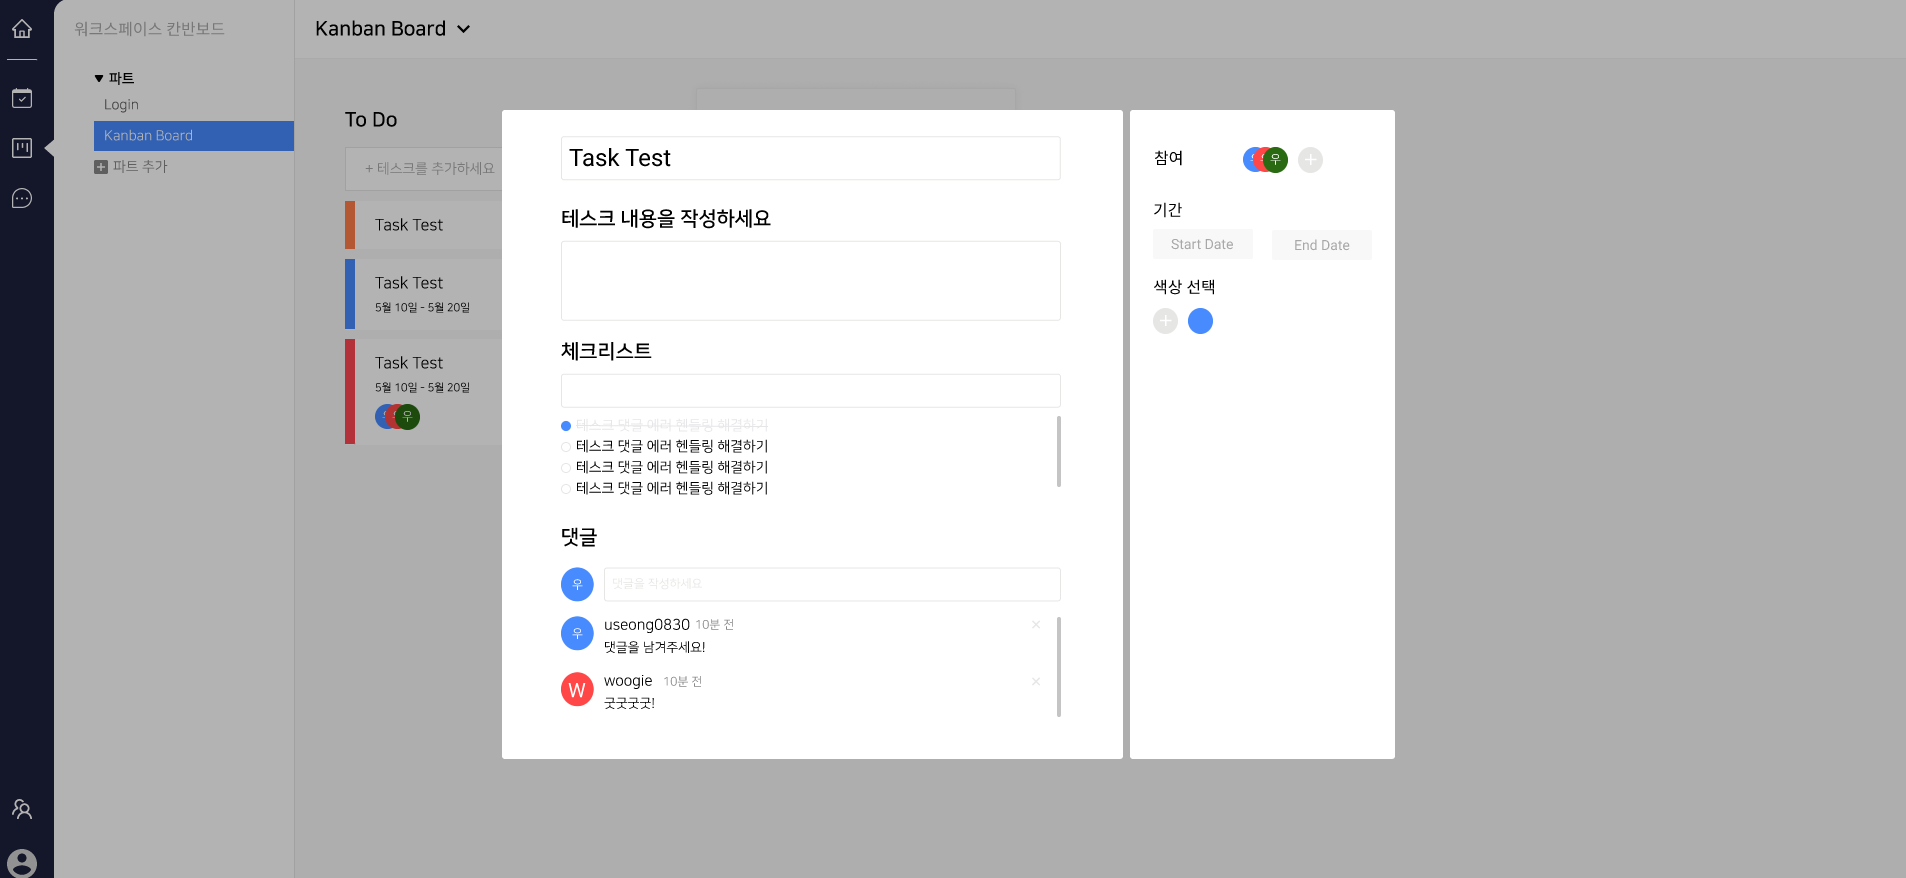 워크스페이스 칸반보드
▼ 파트
Login
Kanban Board
파트 추가
Kanban Board
To Do
+ 테스크를 추가하세요
Task Test
Task Test
5월 10일 - 5월 20일
Task Test
5월 10일 - 5월 20일
우
Task Test
테스크 내용을 작성하세요
체크리스트
테스크 댓글 에러 헨들링 해결하기
테스크 댓글 에러 헨들링 해결하기
테스크 댓글 에러 헨들링 해결하기
테스크 댓글 에러 헨들링 해결하기
댓글
우
댓글을 작성하세요
우
useong0830 10분 전
댓글을 남겨주세요!
W
woogie 10분 전
굿굿굿굿!
참여
우
기간
Start Date
End Date
색상 선택